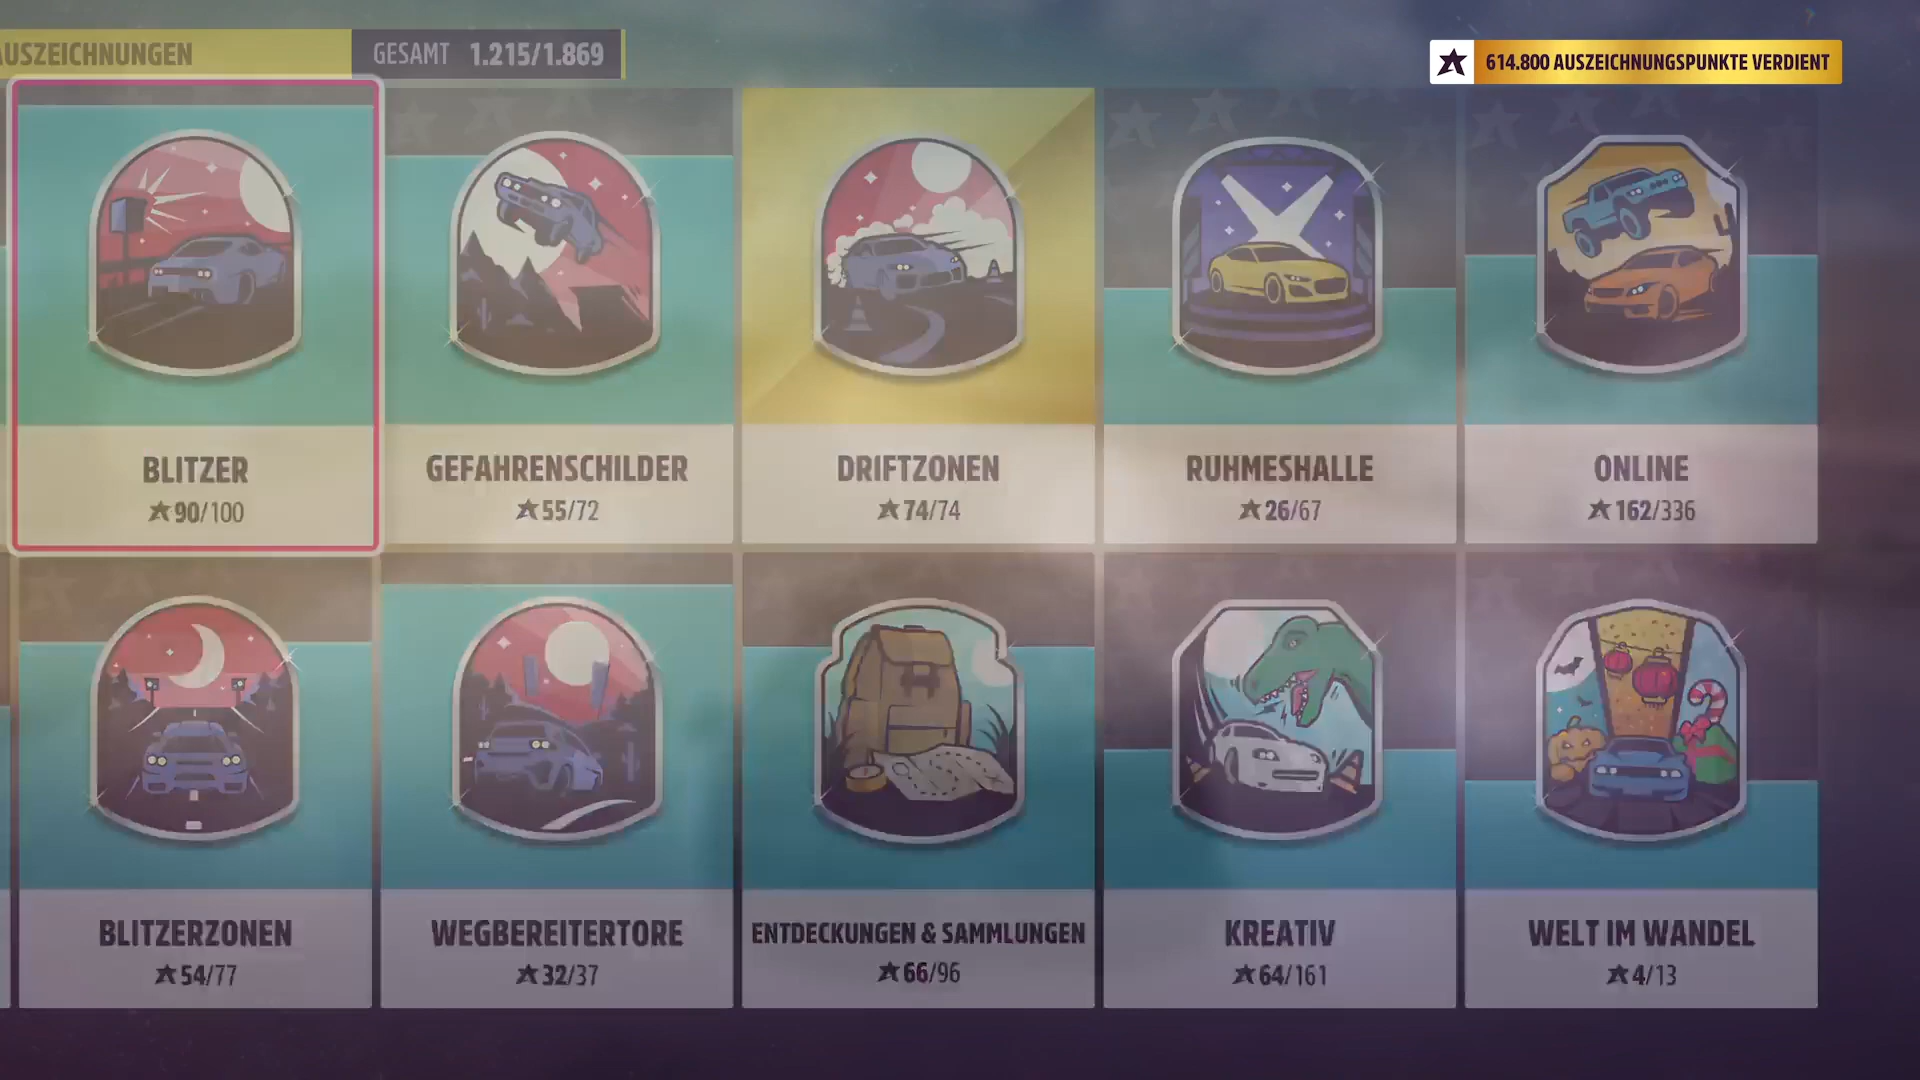 AUSZEICHNUNGEN
GESAMT 1.215/1.869
614.800 AUSZEICHNUNGSPUNKTE VERDIENT
BLITZER
90/100
GEFAHRENSCHILDER
55/72
DRIFTZONEN
74/74
RUHMESHALLE
26/67
ONLINE
162/336
BLITZERZONEN
54/77
WEGBEREITERTORE
32/37
ENTDECKUNGEN & SAMMLUNGEN
66/96
KREATIV
64/161
WELT IM WANDEL
4/13